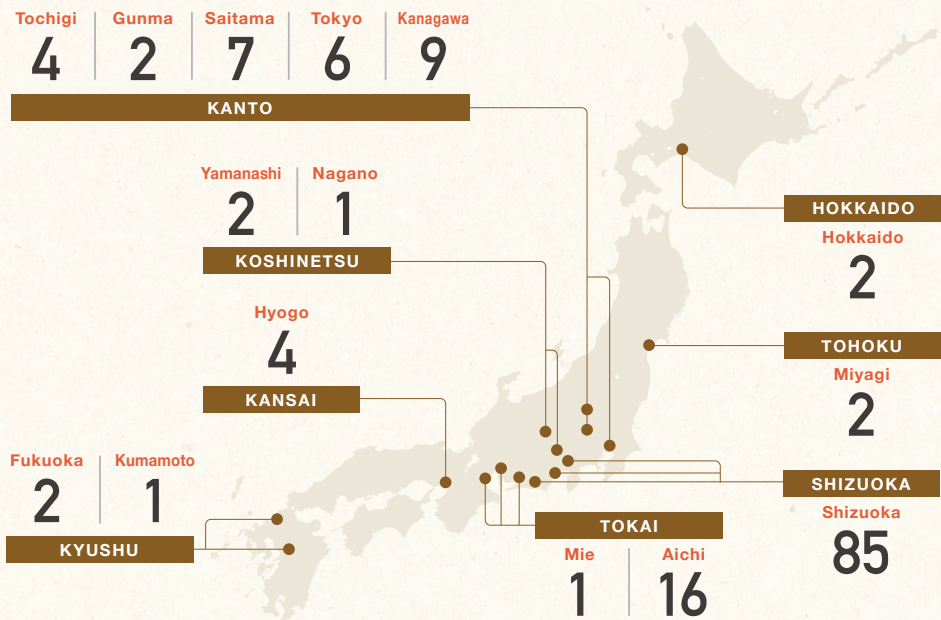 Tochigi Gunma Saitama Tokyo Kanagawa
4 2 7 6 9
KANTO
Yamanashi Nagano
2 1
KOSHINETSU
Hyogo
4
KANSAI
Fukuoka Kumamoto
2 1
KYUSHU
HOKKAIDO
Hokkaido
2
TOHOKU
Miyagi
2
SHIZUOKA
Shizuoka
85
TOKAI
Mie Aichi
1 16